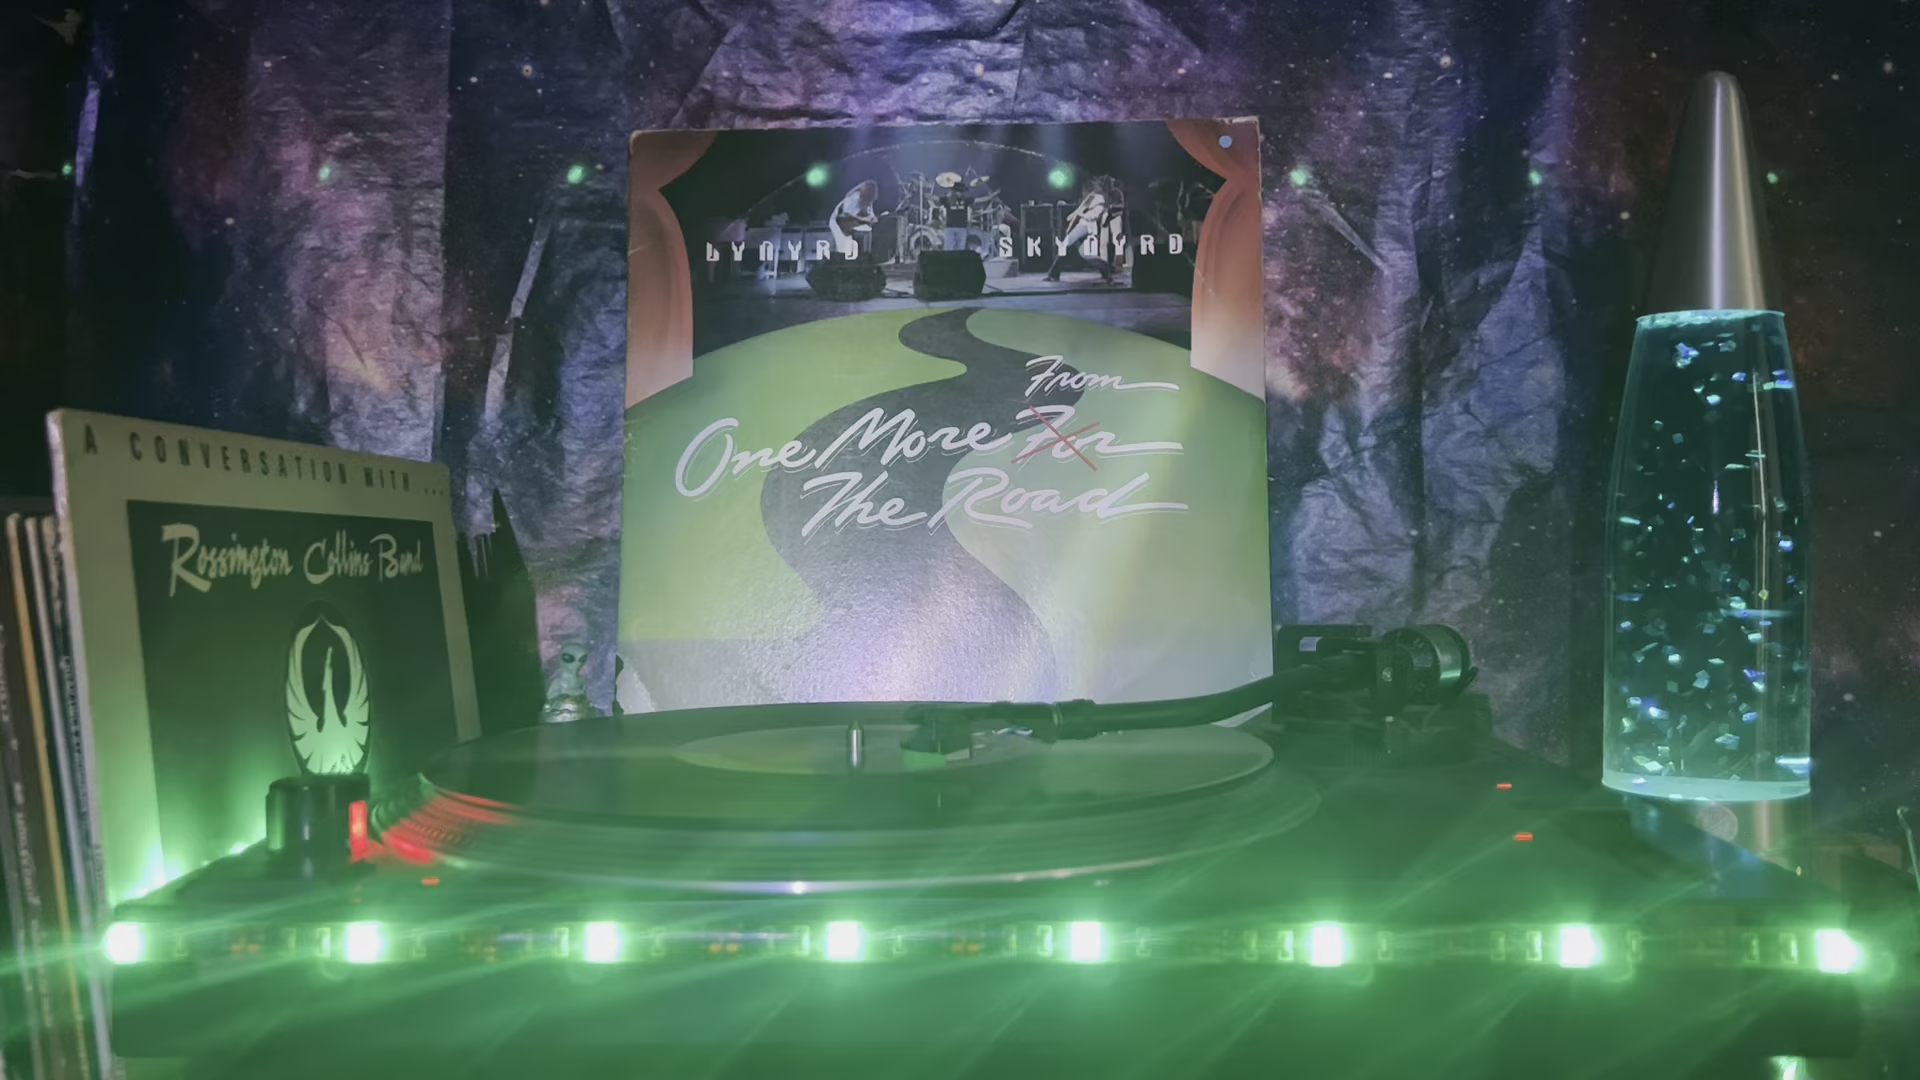 LYNYRD SKYNYRD
From
One More For
The Road
A CONVERSATION WITH...
Rossington Collins Band